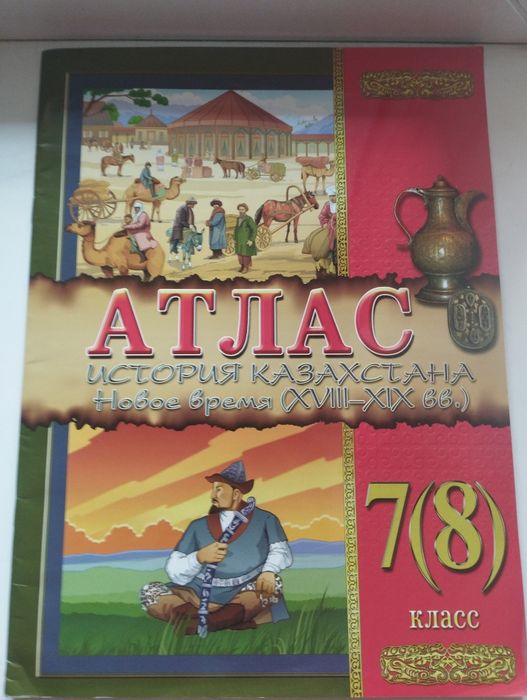 АТЛАС
ИСТОРИЯ КАЗАХСТАНА
Новое время (XVIII–XIX вв.)
7(8)
класс